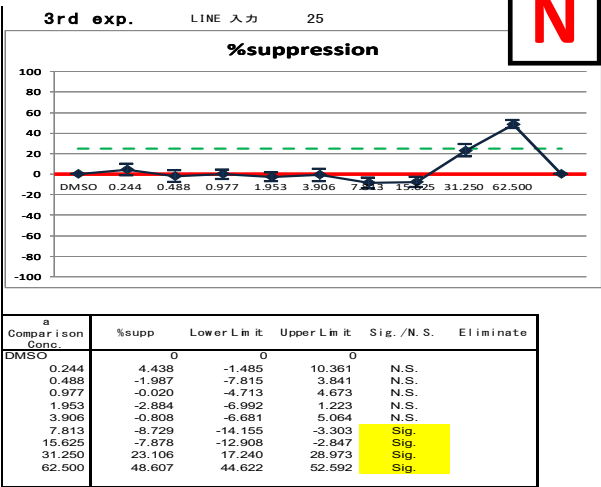 3rd exp. LINE 入力 25
N
%suppression
100
80
60
40
20
0
DMSO 0.244 0.488 0.977 1.953 3.906 7.813 15.625 31.250 62.500
-20
-40
-60
-80
-100
a
Comparison Conc. %supp LowerLimit UpperLimit Sig./N.S. Eliminate
DMSO 0 0 0
0.244 4.438 -1.485 10.361 N.S.
0.488 -1.987 -7.815 3.841 N.S.
0.977 -0.020 -4.713 4.673 N.S.
1.953 -2.884 -6.992 1.223 N.S.
3.906 -0.808 -6.681 5.064 N.S.
7.813 -8.729 -14.155 -3.303 Sig.
15.625 -7.878 -12.908 -2.847 Sig.
31.250 23.106 17.240 28.973 Sig.
62.500 48.607 44.622 52.592 Sig.